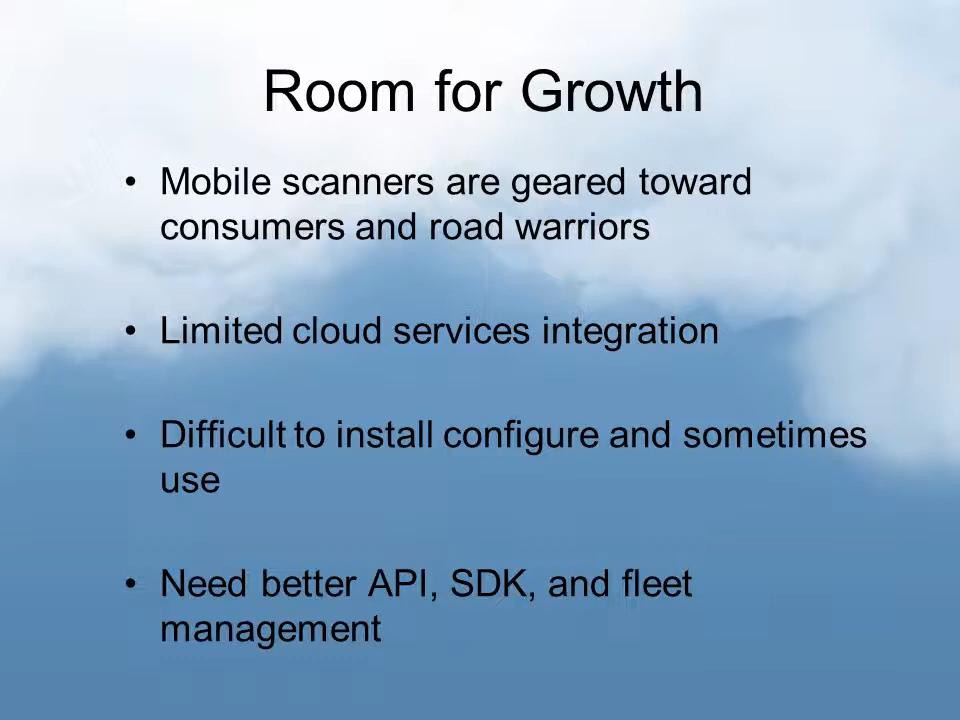 Room for Growth
• Mobile scanners are geared toward
consumers and road warriors
• Limited cloud services integration
• Difficult to install configure and sometimes
use
• Need better API, SDK, and fleet
management